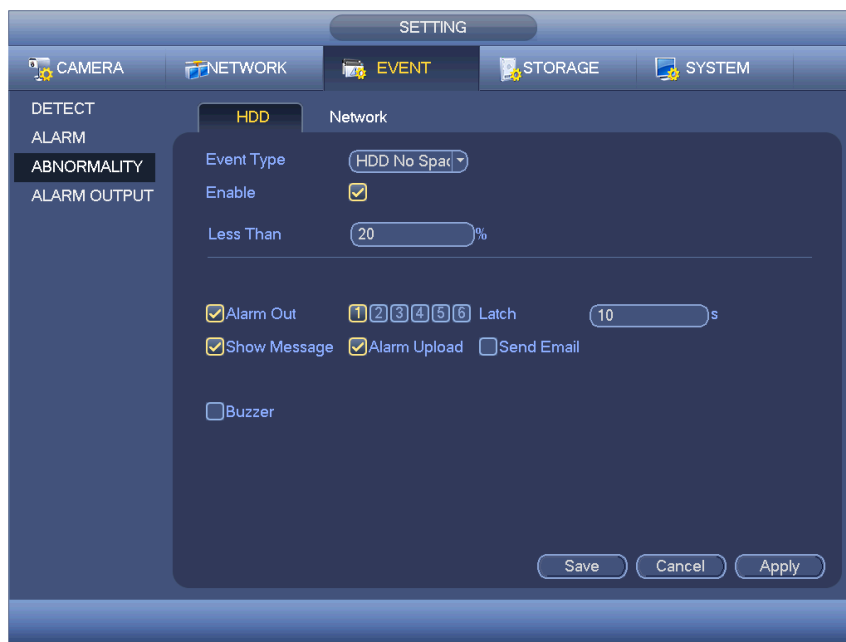 SETTING
CAMERA NETWORK EVENT STORAGE SYSTEM
DETECT
ALARM
ABNORMALITY
ALARM OUTPUT
HDD Network
Event Type HDD No Spac
Enable
Less Than 20 %
Alarm Out 1 2 3 4 5 6 Latch 10 s
Show Message Alarm Upload Send Email
Buzzer
Save Cancel Apply